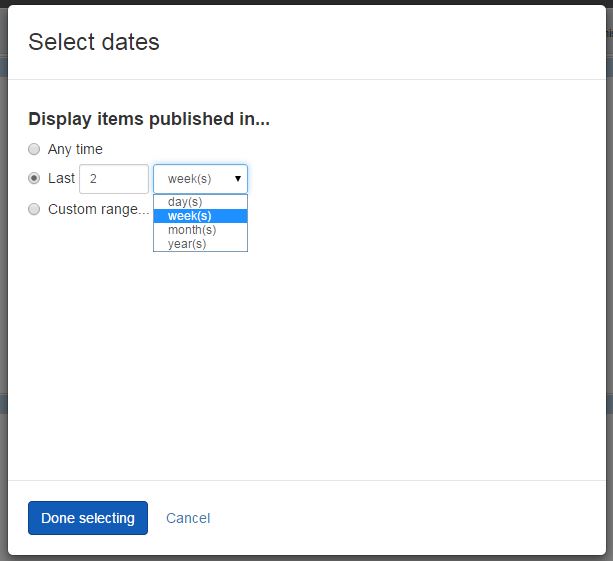 Select dates
Display items published in...
Any time
Last 2 week(s)
Custom range...
day(s)
week(s)
month(s)
year(s)
Done selecting Cancel